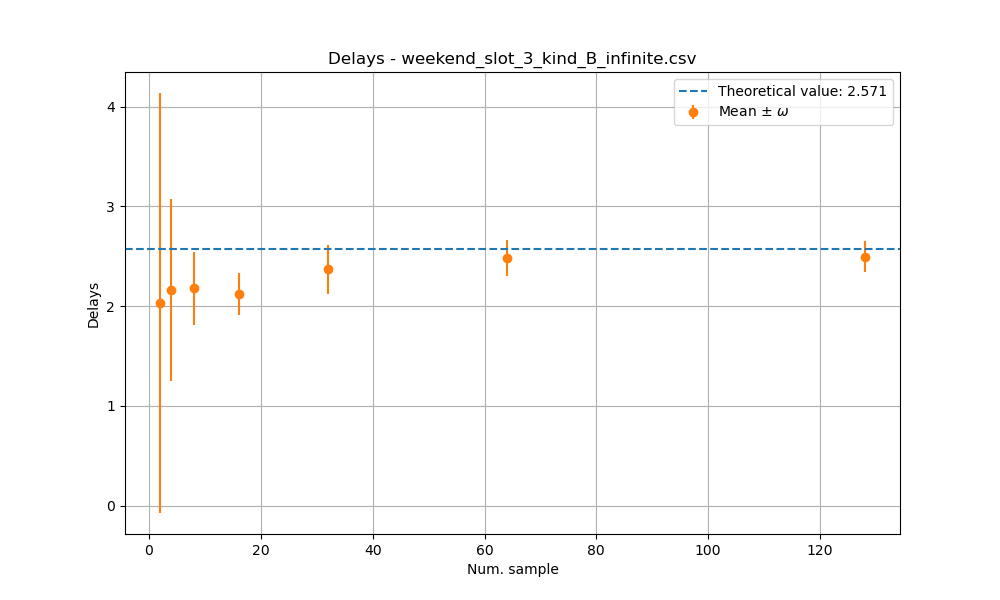 Delays - weekend_slot_3_kind_B_infinite.csv
Theoretical value: 2.571
Mean ± ω
4
3
2
1
0
Delays
0 20 40 60 80 100 120
Num. sample